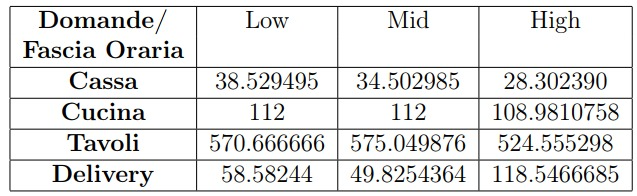 Domande/ Low Mid High
Fascia Oraria
Cassa 38.529495 34.502985 28.302390
Cucina 112 112 108.9810758
Tavoli 570.666666 575.049876 524.555298
Delivery 58.58244 49.8254364 118.5466685